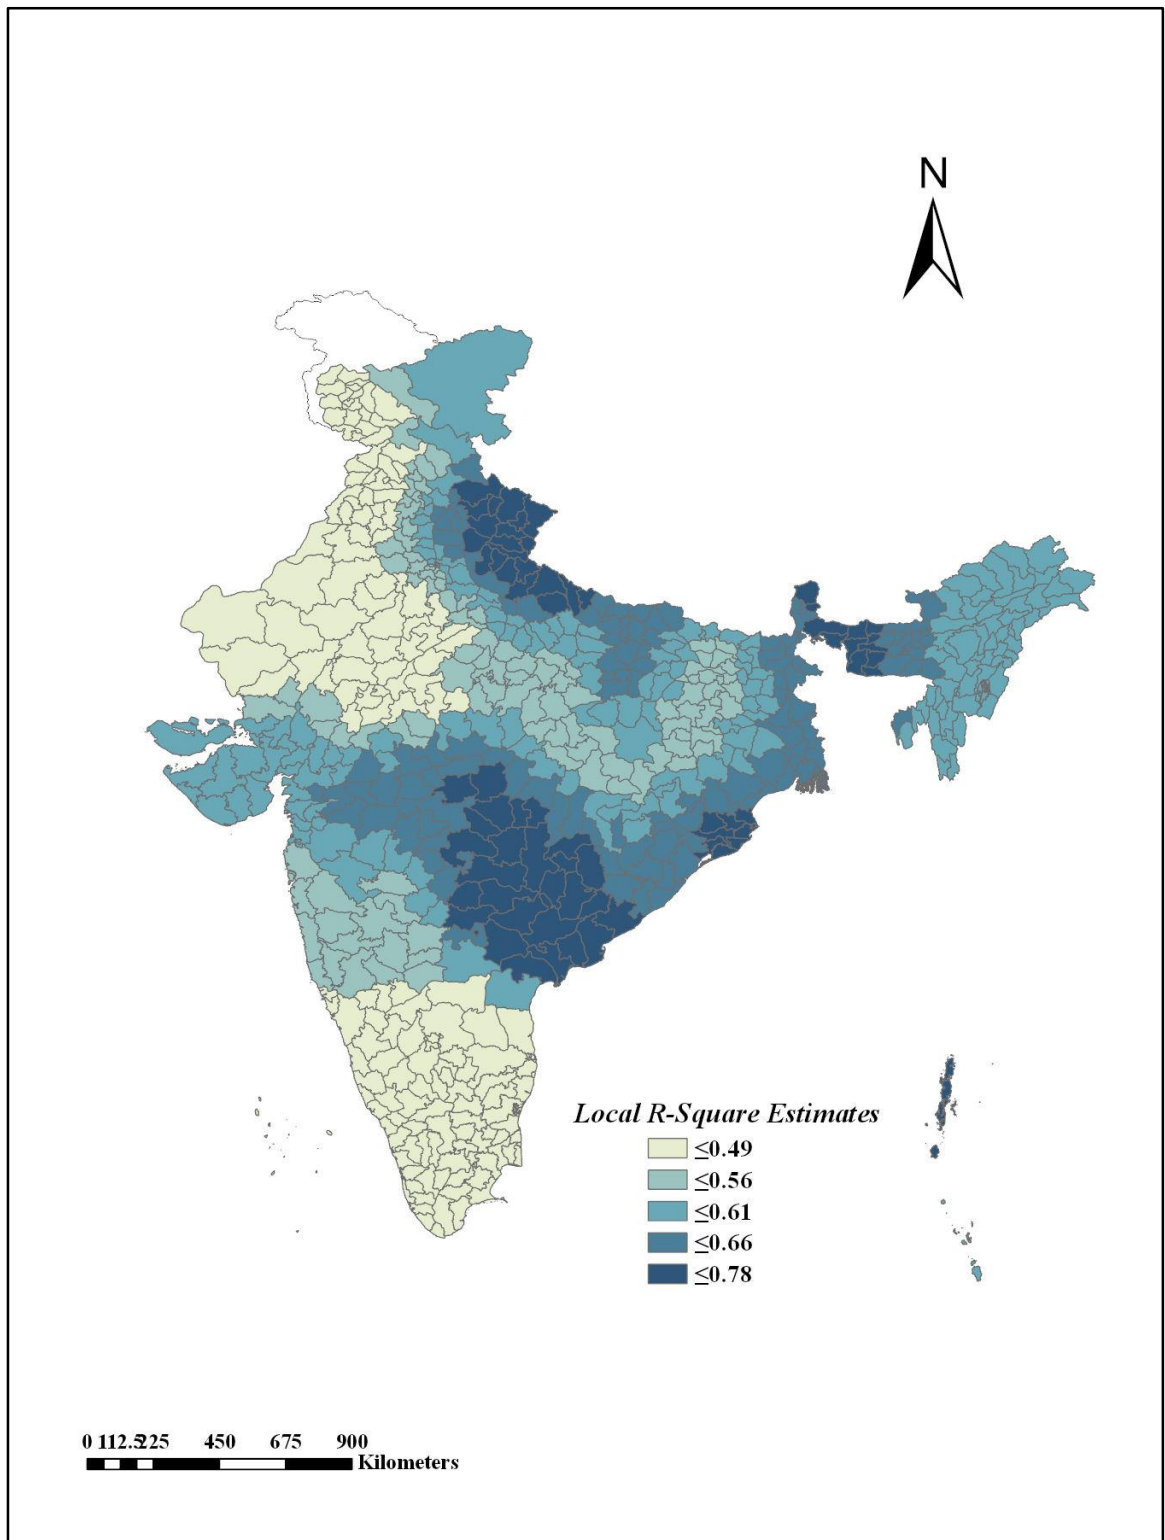 N
Local R-Square Estimates
≤0.49
≤0.56
≤0.61
≤0.66
≤0.78
0 112.5 225 450 675 900
Kilometers